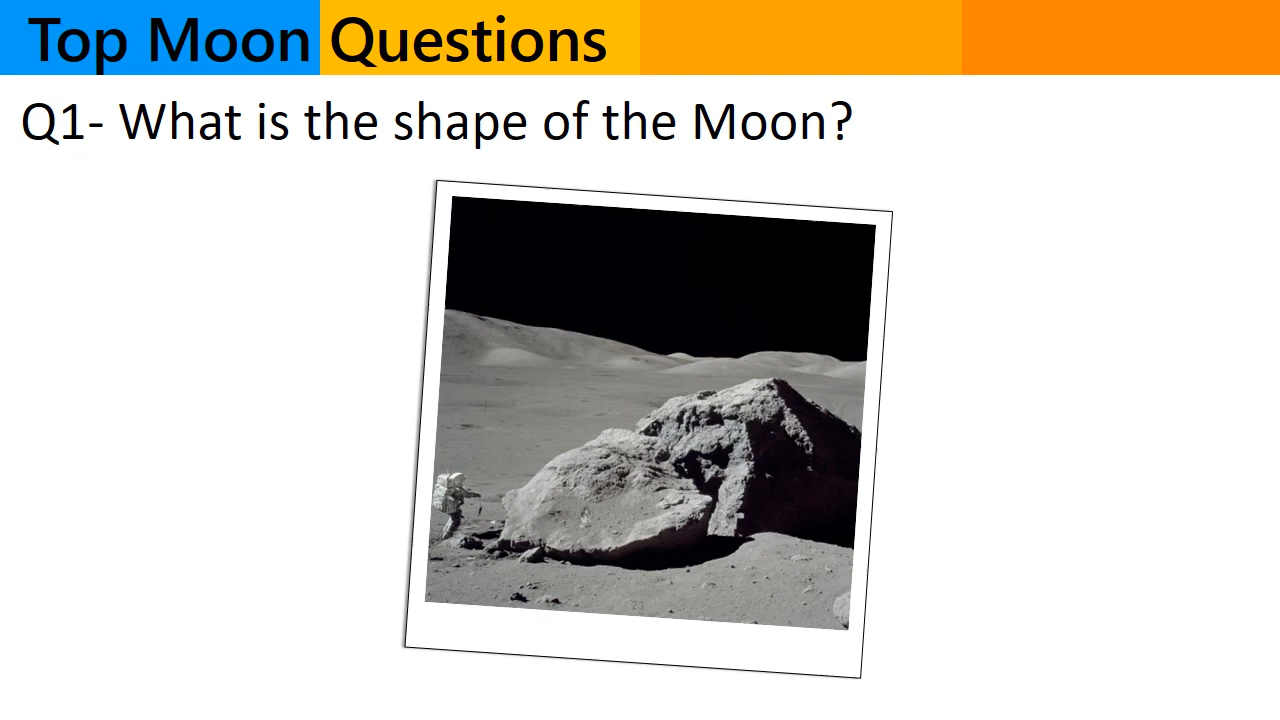 Top Moon Questions
Q1- What is the shape of the Moon?